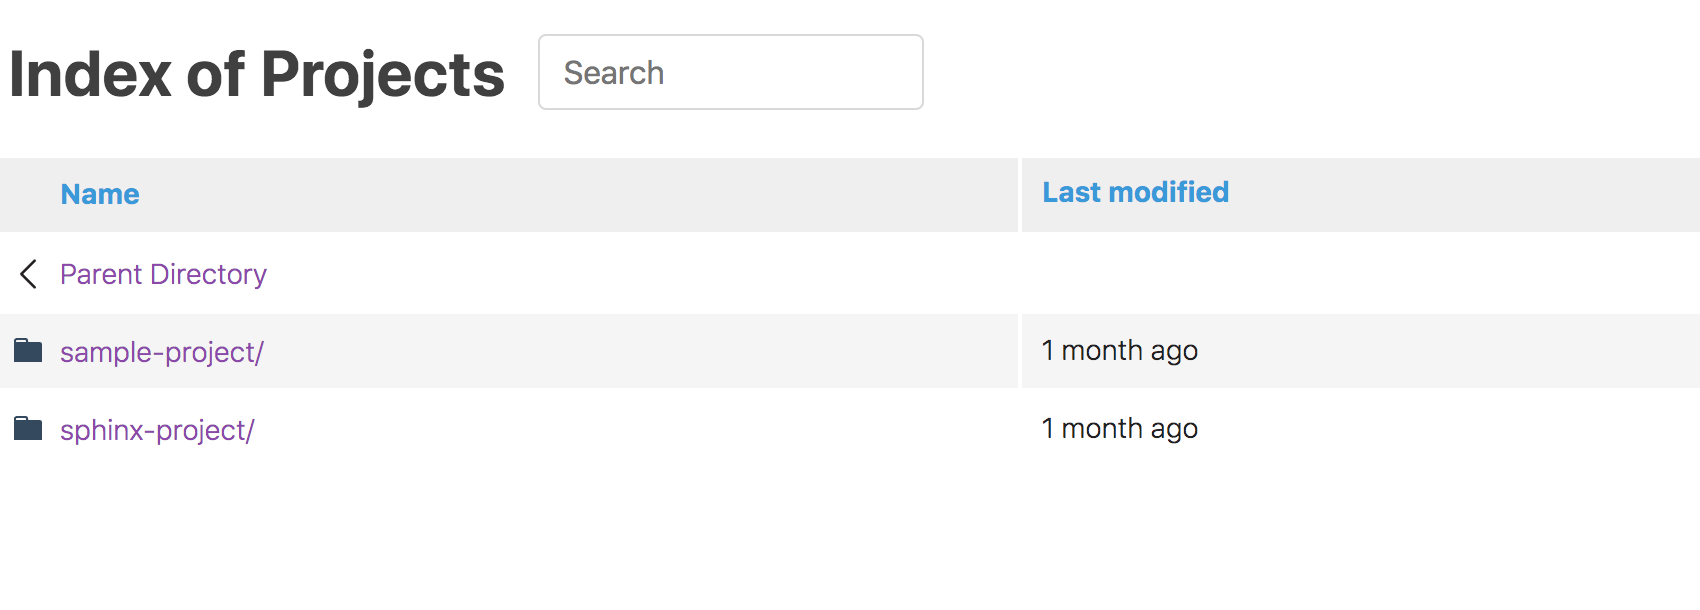 Index of Projects Search
Name Last modified
Parent Directory
sample-project/ 1 month ago
sphinx-project/ 1 month ago